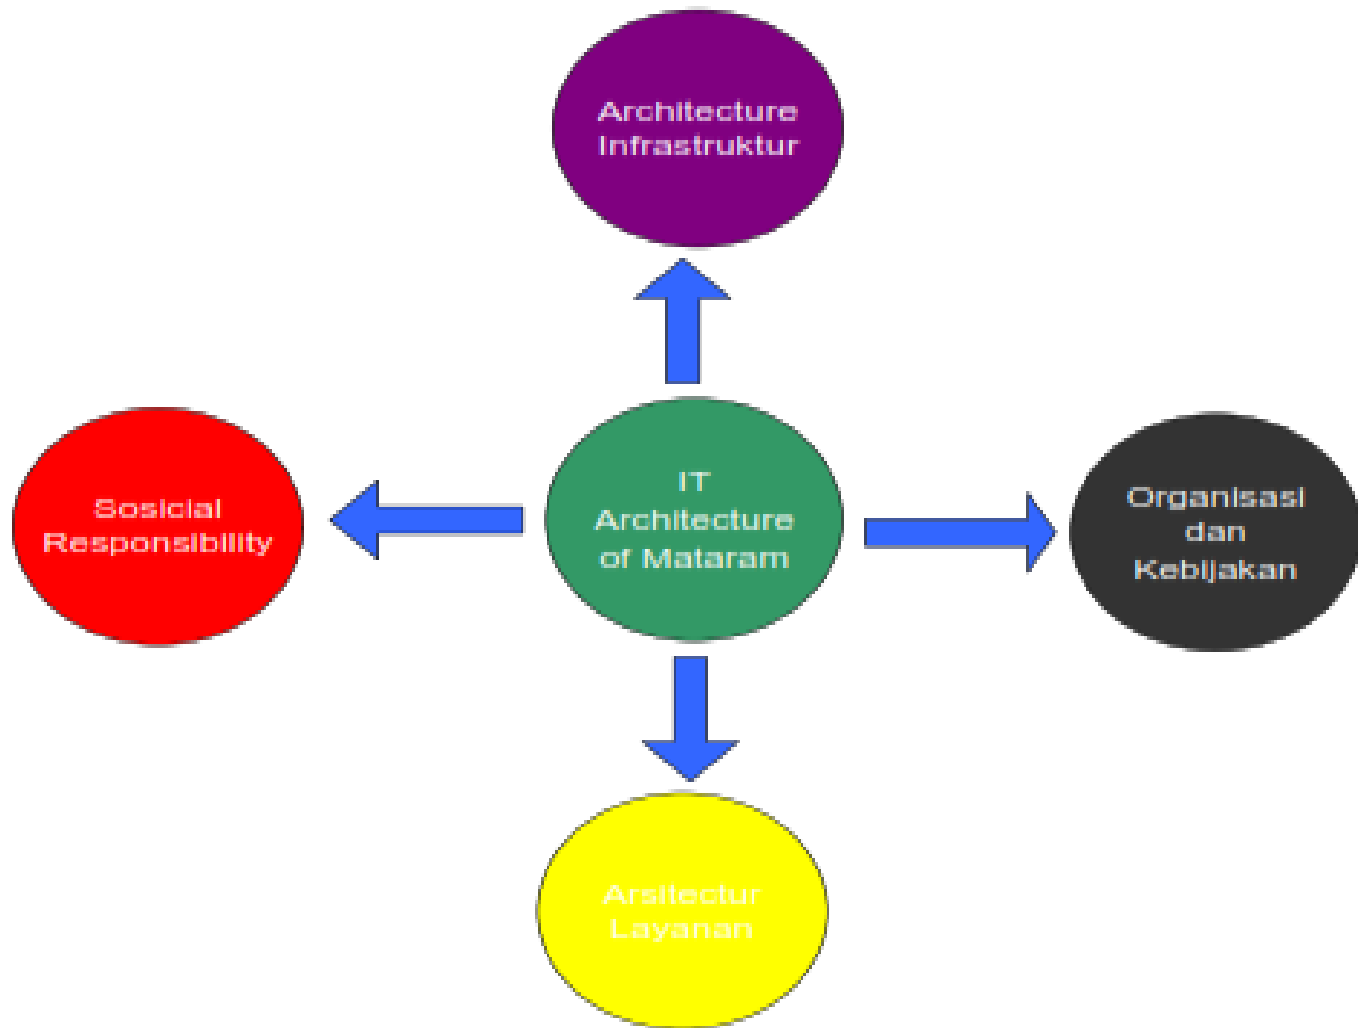 Architecture
Infrastruktur
Sosicial
Responsibility
IT
Architecture
of Mataram
Organisasi
dan
Kebijakan
Arsitectur
Layanan